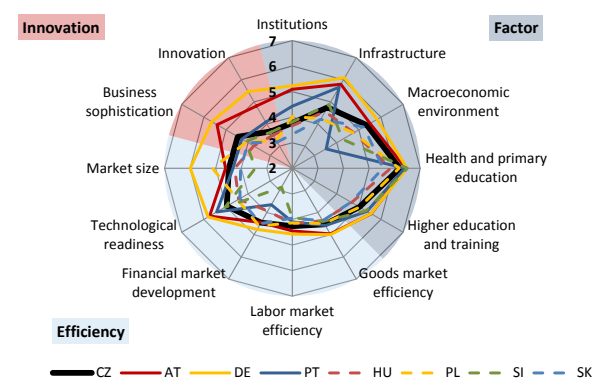 Institutions
Innovation
Factor
7
6
5
4
3
2
Innovation
Infrastructure
Business
sophistication
Macroeconomic
environment
Market size
Health and primary
education
Technological
readiness
Higher education
and training
Financial market
development
Goods market
efficiency
Labor market
efficiency
Efficiency
CZ AT DE PT HU PL SI SK